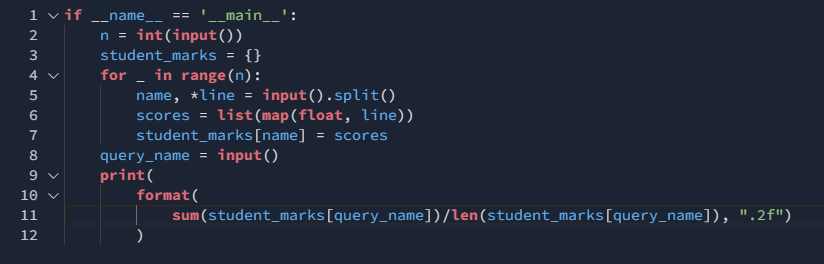 1 if __name__ == '__main__':
2     n = int(input())
3     student_marks = {}
4     for _ in range(n):
5         name, *line = input().split()
6         scores = list(map(float, line))
7         student_marks[name] = scores
8     query_name = input()
9     print(
10         format(
11             sum(student_marks[query_name])/len(student_marks[query_name]), ".2f")
12         )